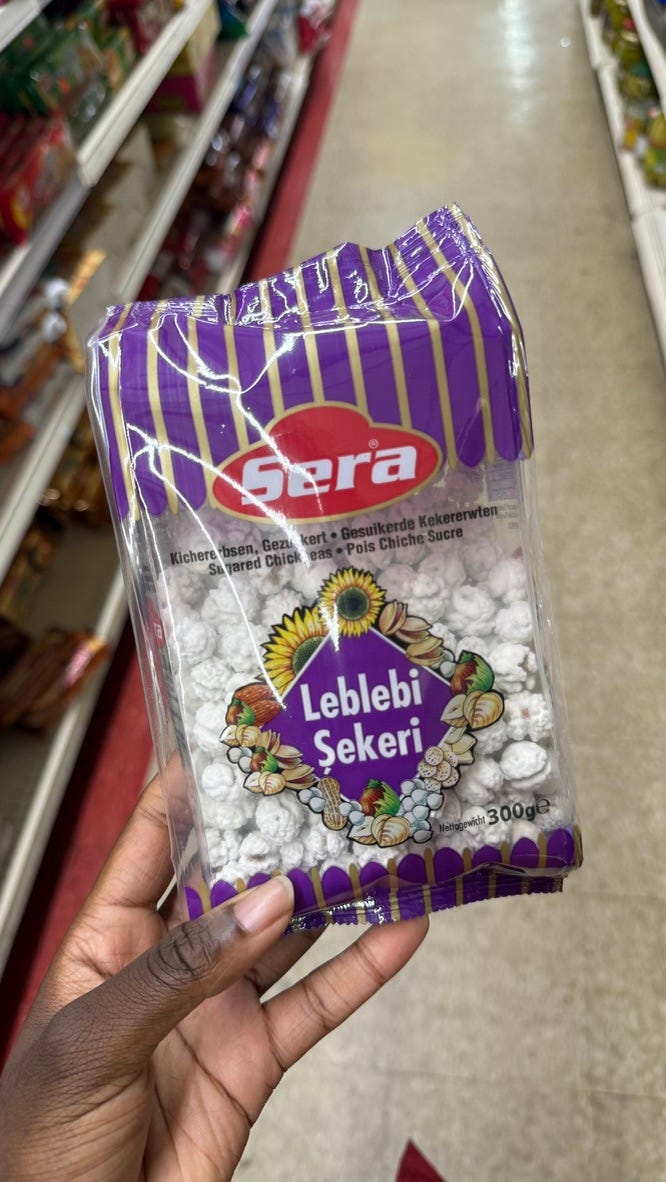 Sera®
Kichererbsen, Gezuckert • Gesuikerde Kekererwten
Sugared Chickpeas • Pois Chiche Sucre
Leblebi
Şekeri
Nettogewicht 300g℮